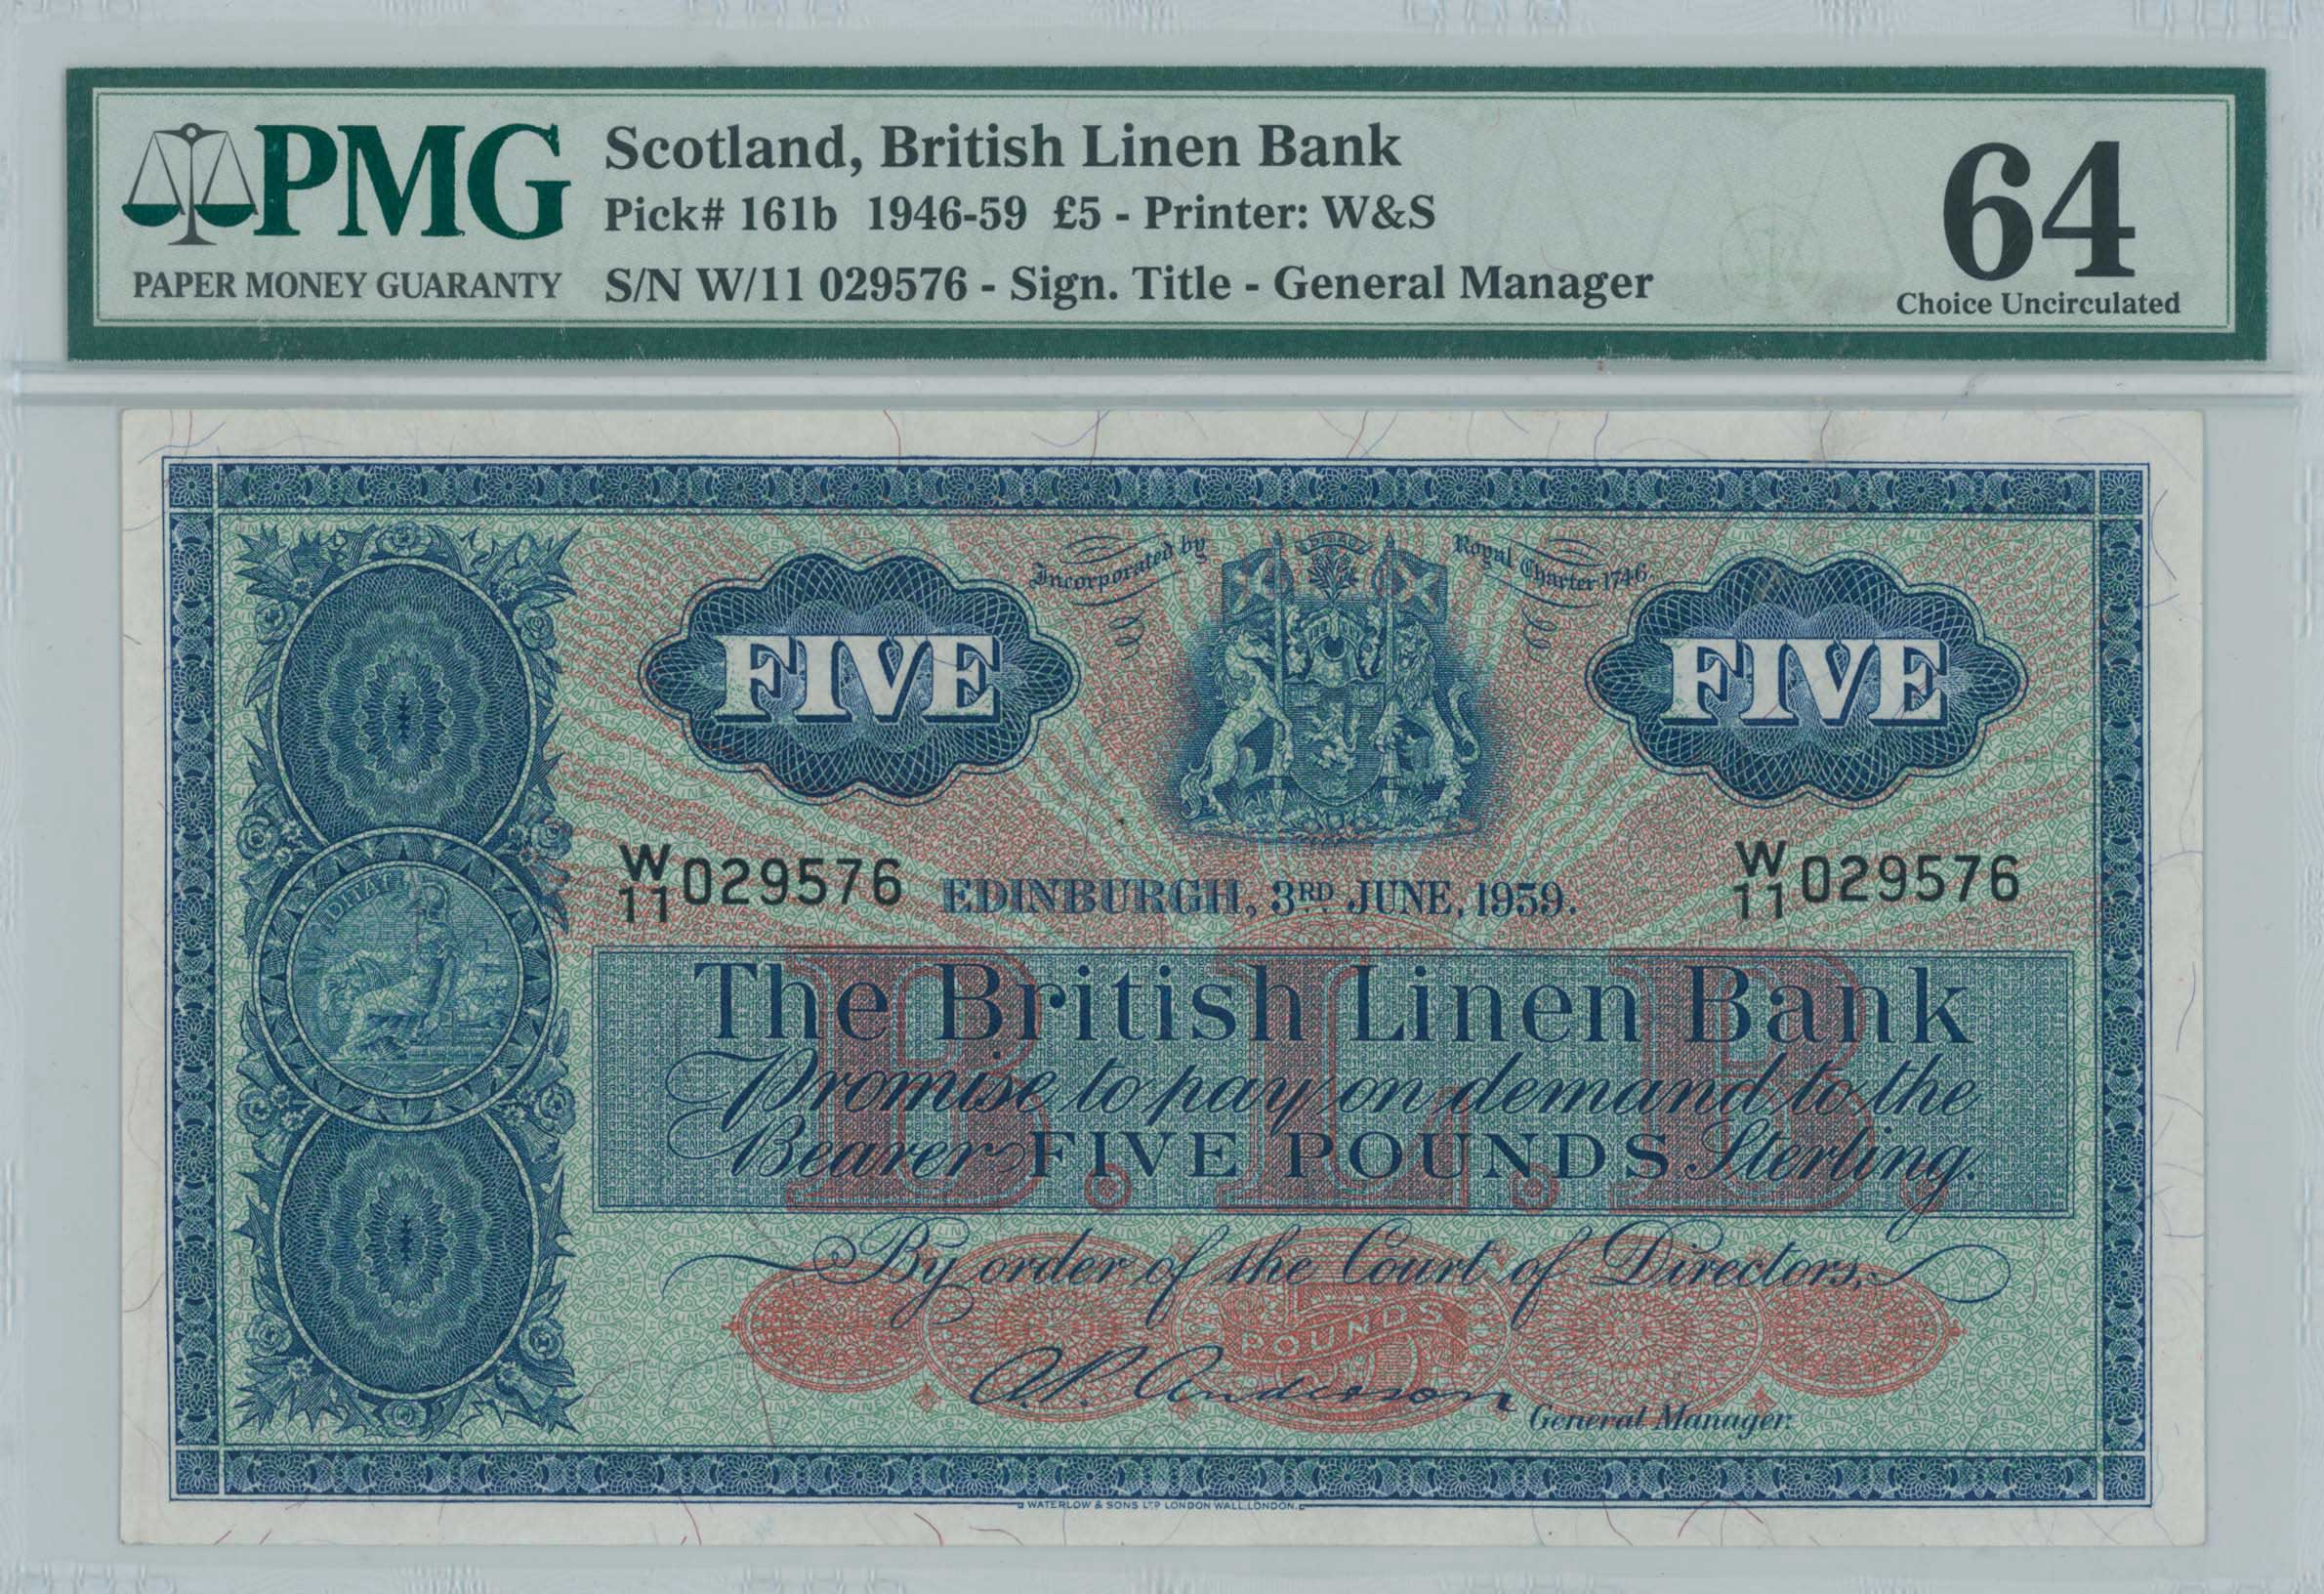 PMG
PAPER MONEY GUARANTY
Scotland, British Linen Bank
Pick# 161b 1946-59 £5 - Printer: W&S
S/N W/11 029576 - Sign. Title - General Manager
64
Choice Uncirculated
Incorporated by
Royal Charter 1746.
FIVE
FIVE
W/11 029576
EDINBURGH, 3RD JUNE, 1959.
W/11 029576
B.L.B.
The British Linen Bank
Promise to pay on demand to the
Bearer FIVE POUNDS Sterling.
By order of the Court of Directors,
5
POUNDS
A.P. Anderson
General Manager.
WATERLOW & SONS LTD LONDON WALL, LONDON.